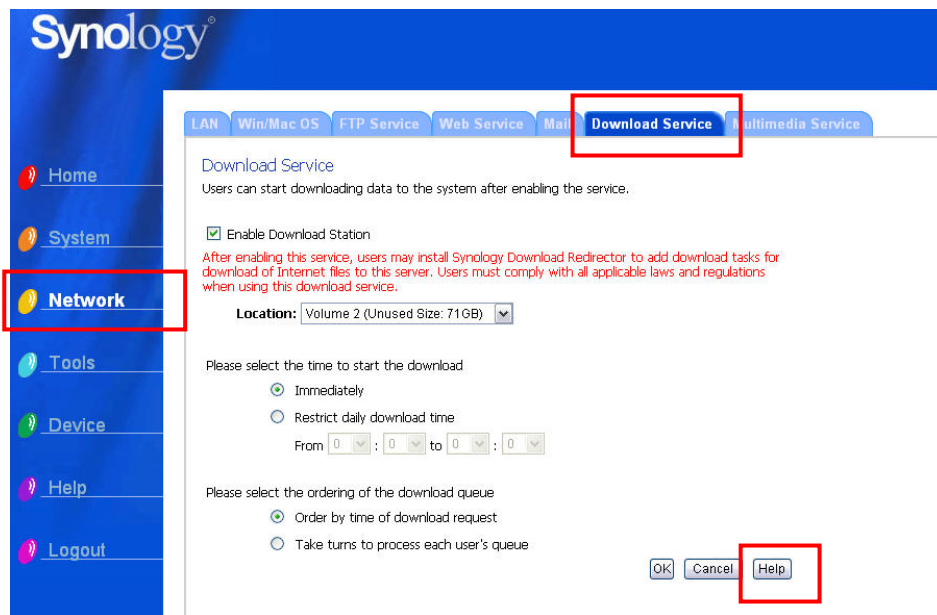 Synology®
LAN Win/Mac OS FTP Service Web Service Mail Download Service Multimedia Service
Home
System
Network
Tools
Device
Help
Logout
Download Service
Users can start downloading data to the system after enabling the service.
Enable Download Station
After enabling this service, users may install Synology Download Redirector to add download tasks for
download of Internet files to this server. Users must comply with all applicable laws and regulations
when using this download service.
Location: Volume 2 (Unused Size: 71GB)
Please select the time to start the download
Immediately
Restrict daily download time
From 0 : 0 to 0 : 0
Please select the ordering of the download queue
Order by time of download request
Take turns to process each user's queue
OK Cancel Help